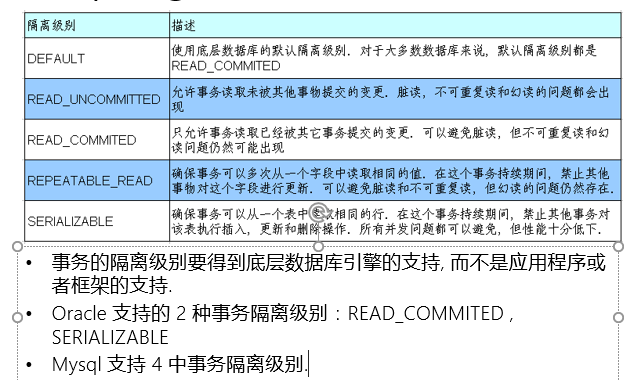 隔离级别 描述
DEFAULT 使用底层数据库的默认隔离级别. 对于大多数数据库来说, 默认隔离级别都是
READ_COMMITED
READ_UNCOMMITTED 允许事务读取未被其他事物提交的变更. 脏读, 不可重复读和幻读的问题都会出
现
READ_COMMITED 只允许事务读取已经被其它事务提交的变更. 可以避免脏读, 但不可重复读和幻
读问题仍然可能出现
REPEATABLE_READ 确保事务可以多次从一个字段中读取相同的值. 在这个事务持续期间, 禁止其他
事物对这个字段进行更新. 可以避免脏读和不可重复读, 但幻读的问题仍然存在.
SERIALIZABLE 确保事务可以从一个表中读取相同的行. 在这个事务持续期间, 禁止其他事务对
该表执行插入, 更新和删除操作. 所有并发问题都可以避免, 但性能十分低下.
• 事务的隔离级别要得到底层数据库引擎的支持, 而不是应用程序或
者框架的支持.
• Oracle 支持的 2 种事务隔离级别：READ_COMMITED ,
SERIALIZABLE
• Mysql 支持 4 中事务隔离级别.